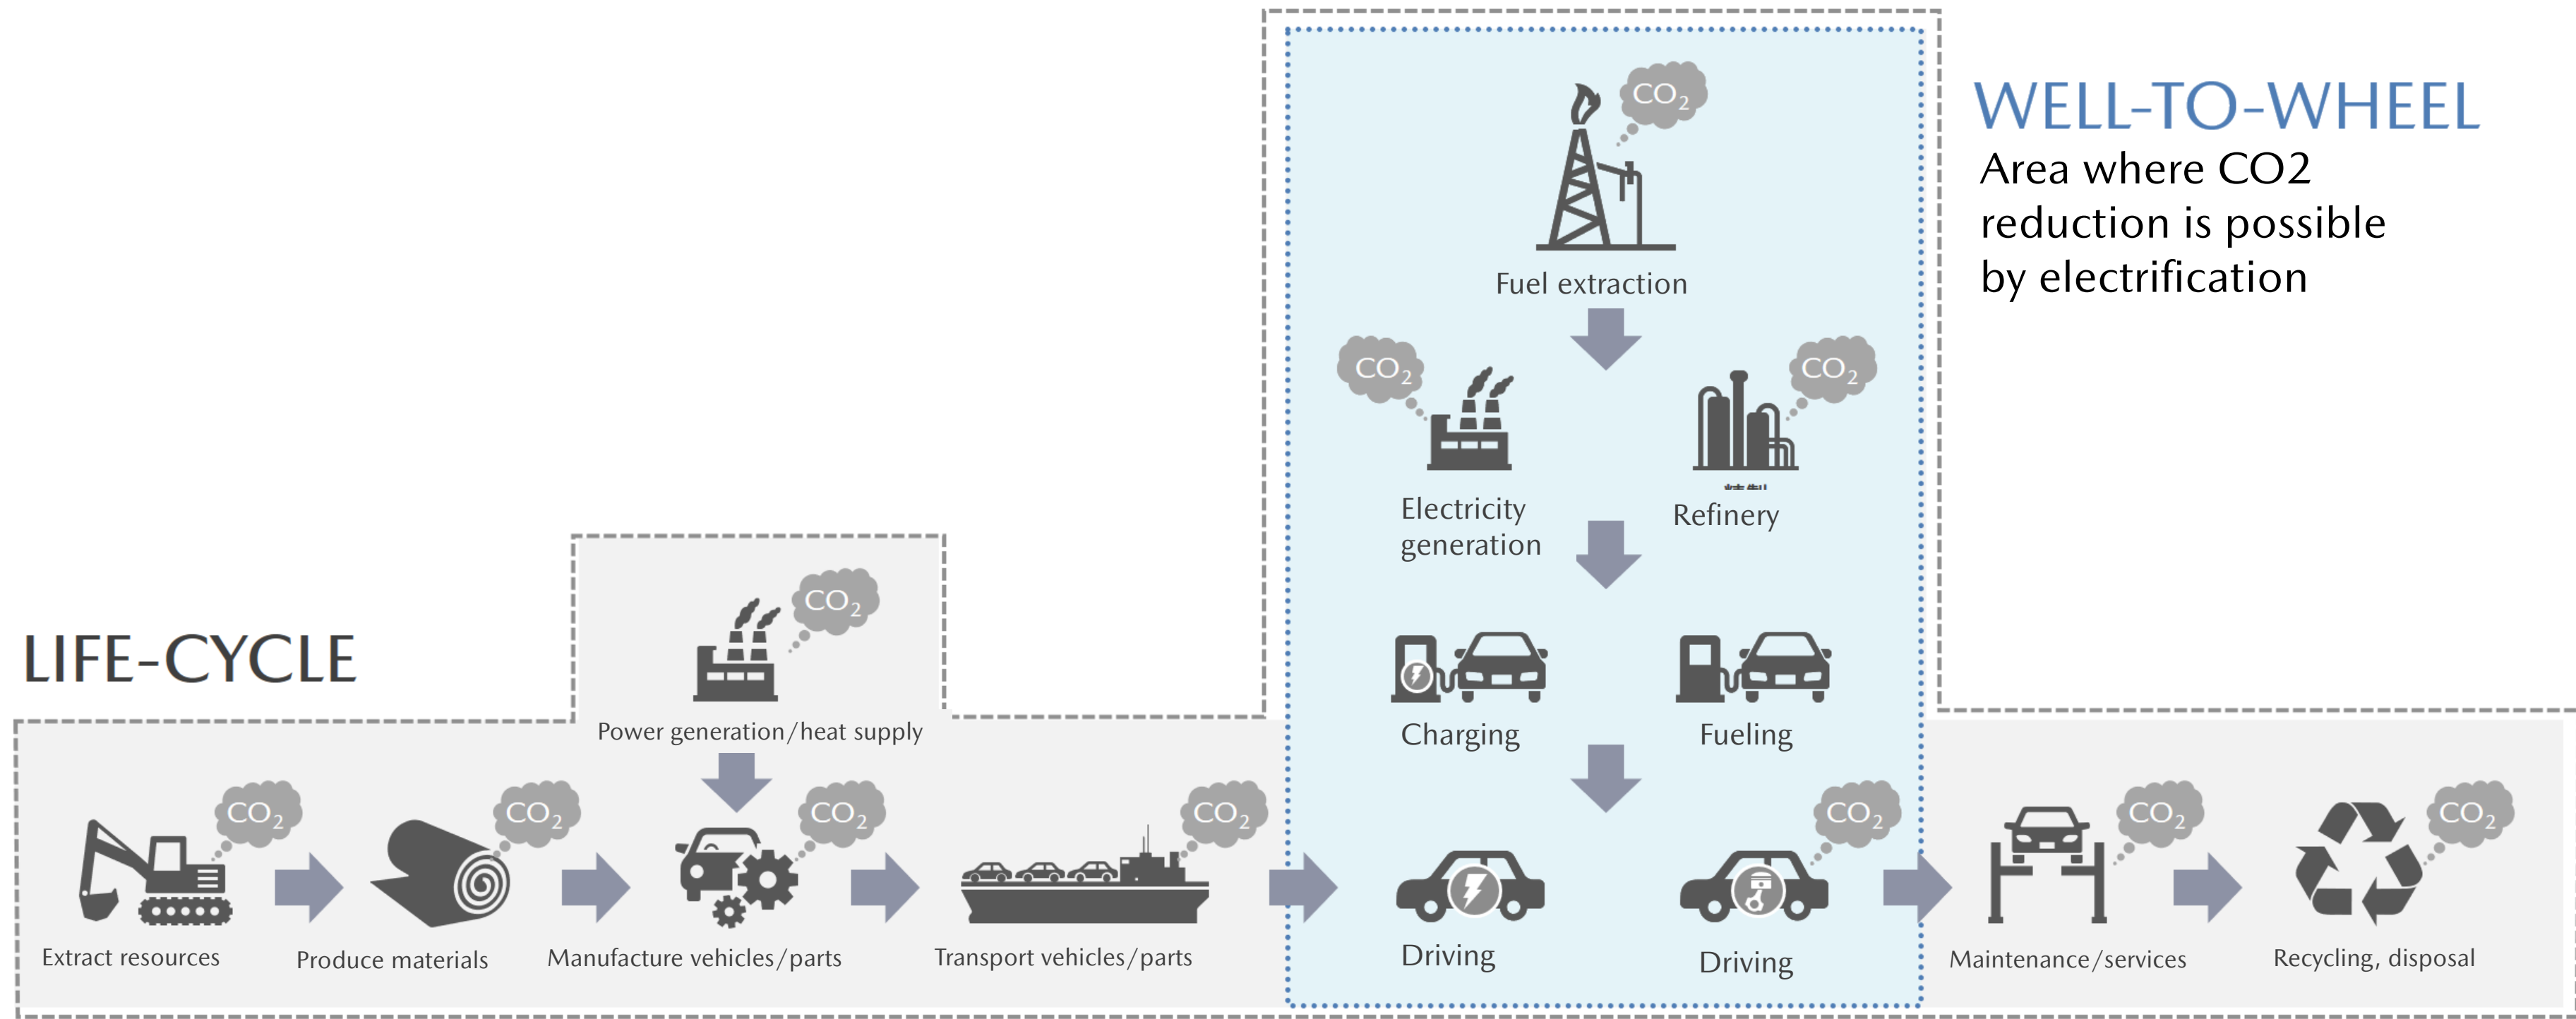 WELL-TO-WHEEL
Area where CO2
reduction is possible
by electrification
CO₂
Fuel extraction
CO₂
CO₂
Electricity
generation
Refinery
LIFE-CYCLE
CO₂
Power generation/heat supply
Charging
Fueling
CO₂
CO₂
CO₂
CO₂
CO₂
CO₂
CO₂
Extract resources
Produce materials
Manufacture vehicles/parts
Transport vehicles/parts
Driving
Driving
Maintenance/services
Recycling, disposal